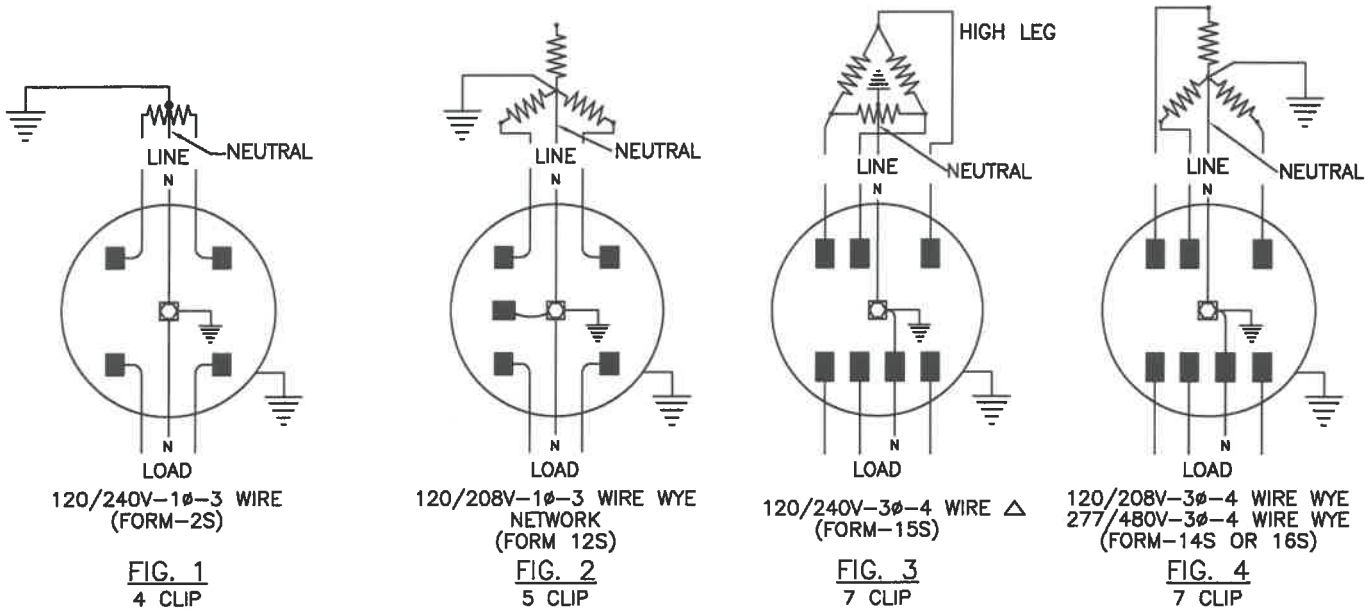 LINE
NEUTRAL
N
N
LOAD
120/240V-1ø-3 WIRE
(FORM-2S)
FIG. 1
4 CLIP
LINE
NEUTRAL
N
N
LOAD
120/208V-1ø-3 WIRE WYE
NETWORK
(FORM 12S)
FIG. 2
5 CLIP
HIGH LEG
LINE
NEUTRAL
N
N
LOAD
120/240V-3ø-4 WIRE △
(FORM-15S)
FIG. 3
7 CLIP
LINE
NEUTRAL
N
N
LOAD
120/208V-3ø-4 WIRE WYE
277/480V-3ø-4 WIRE WYE
(FORM-14S OR 16S)
FIG. 4
7 CLIP